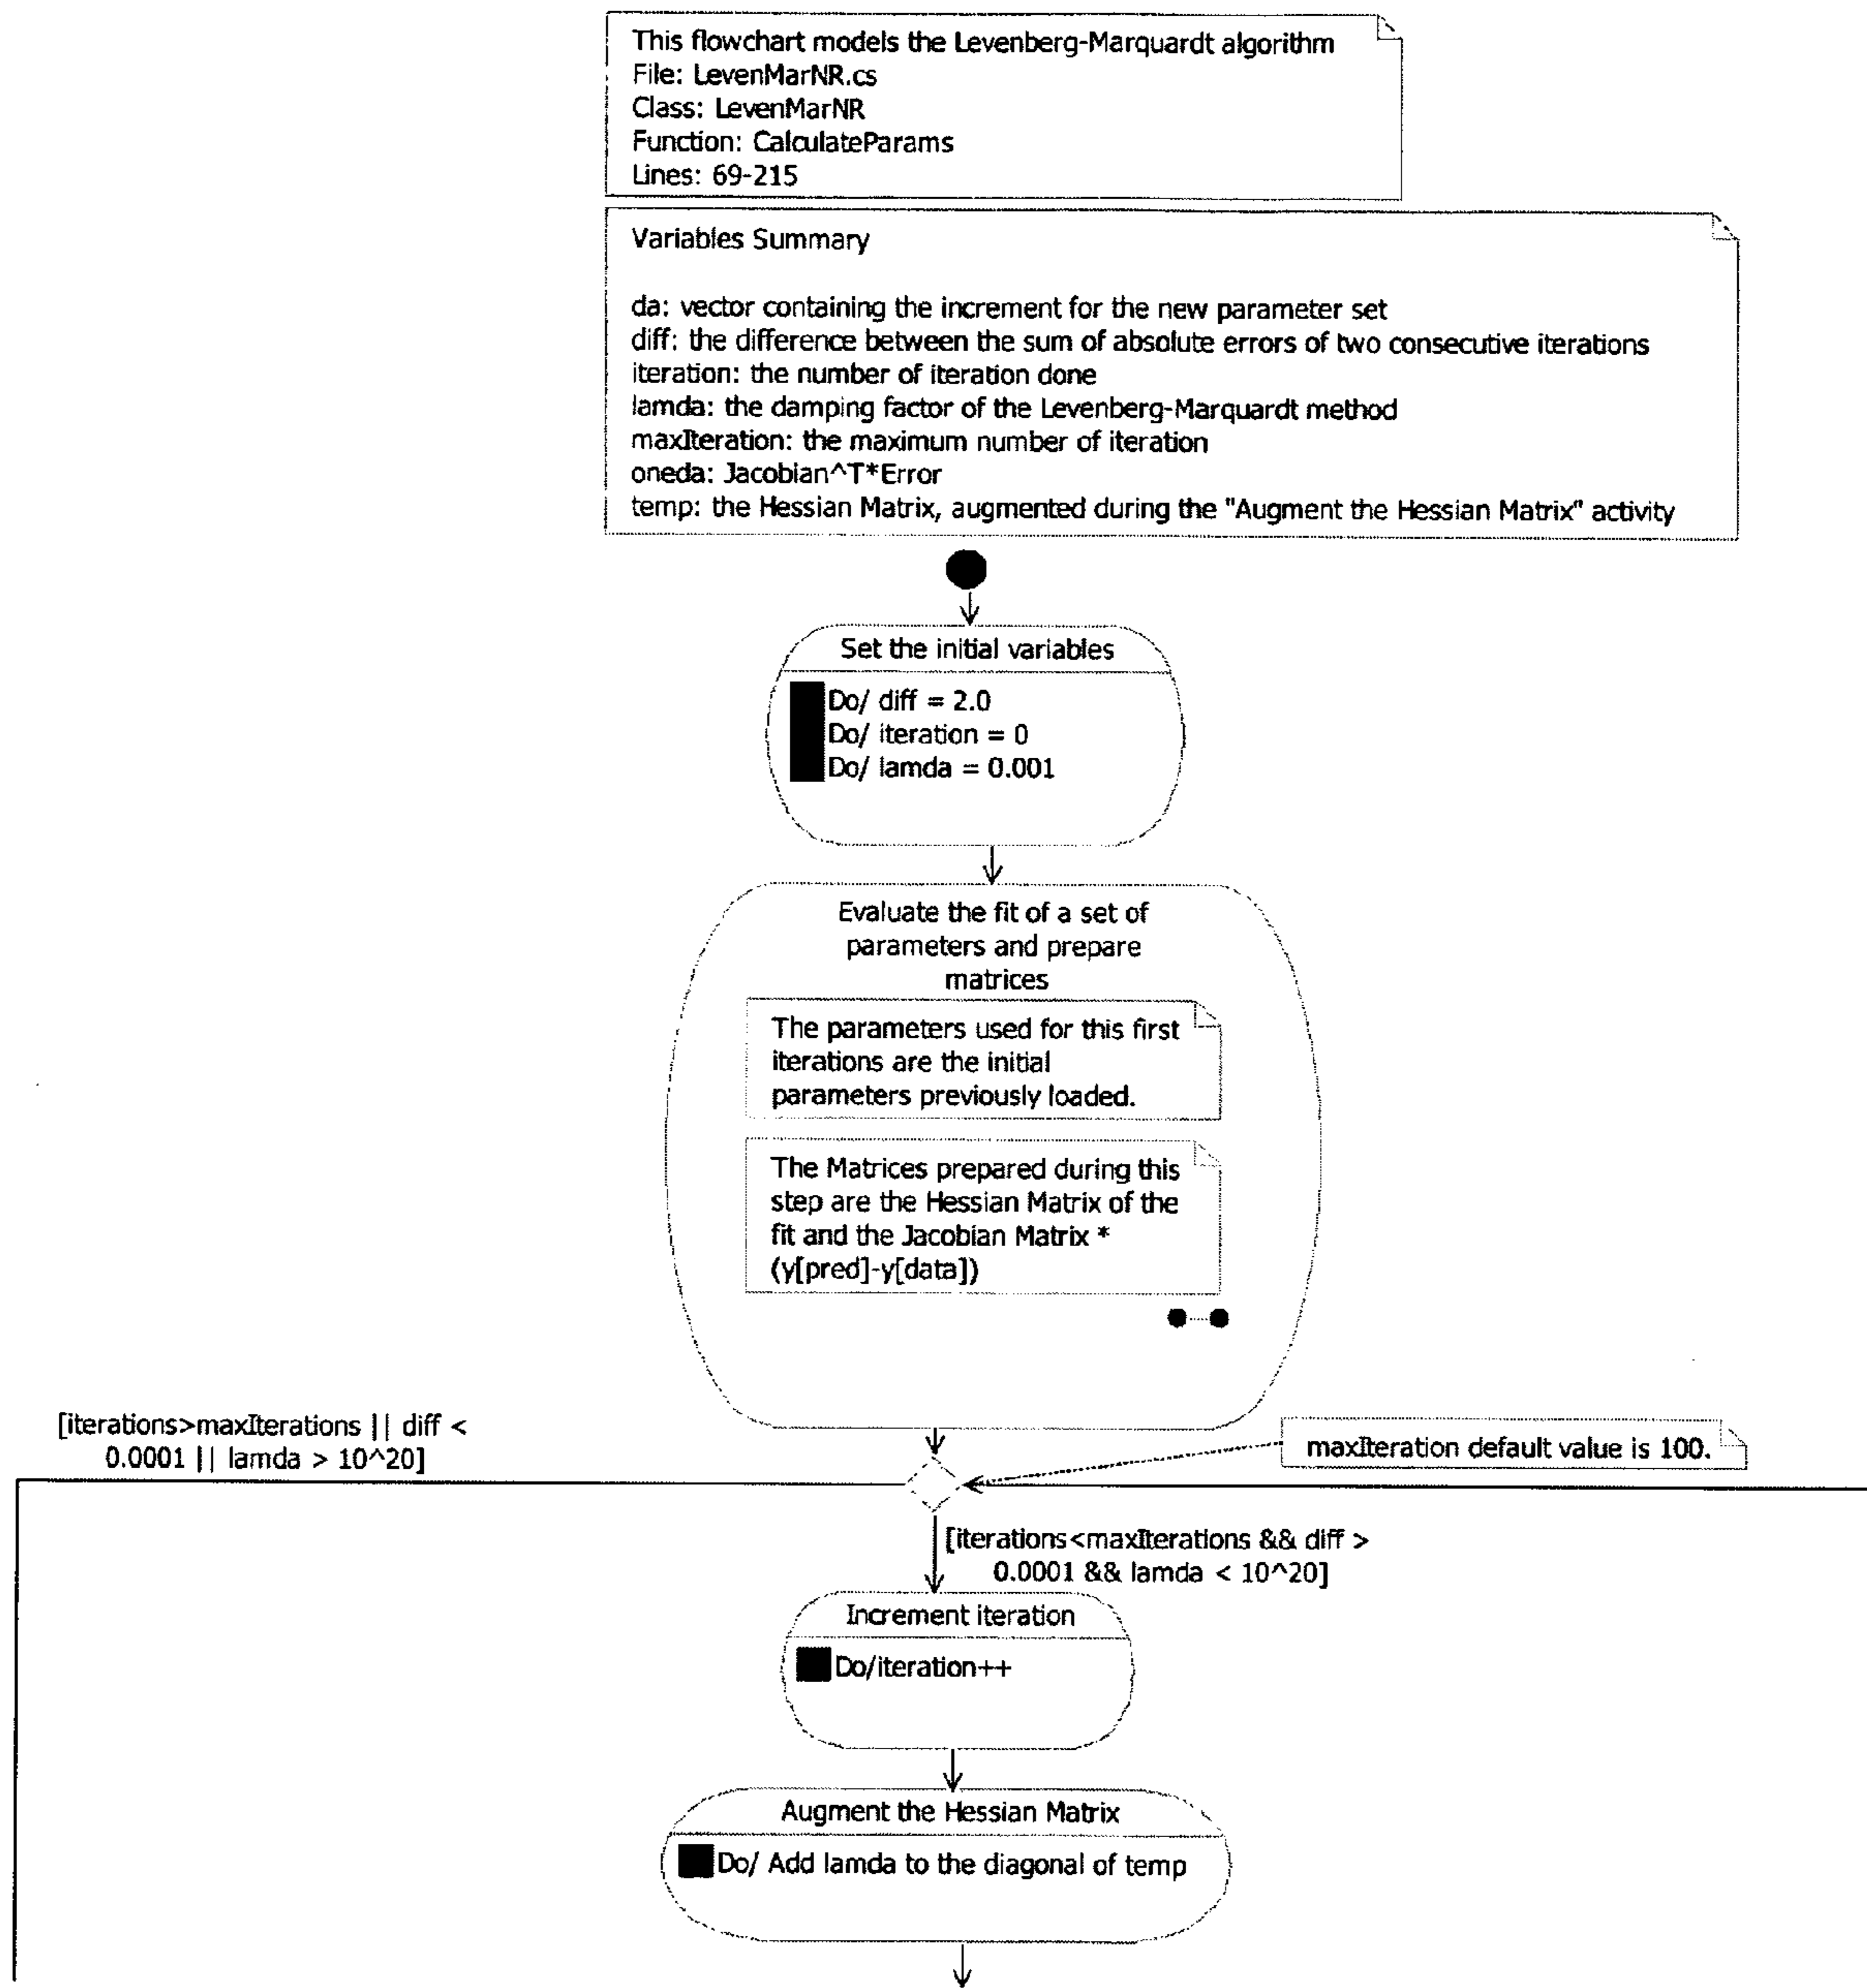 This flowchart models the Levenberg-Marquardt algorithm
File: LevenMarNR.cs
Class: LevenMarNR
Function: CalculateParams
Lines: 69-215
Variables Summary
da: vector containing the increment for the new parameter set
diff: the difference between the sum of absolute errors of two consecutive iterations
iteration: the number of iteration done
lamda: the damping factor of the Levenberg-Marquardt method
maxIteration: the maximum number of iteration
oneda: Jacobian^T*Error
temp: the Hessian Matrix, augmented during the "Augment the Hessian Matrix" activity
Set the initial variables
Do/ diff = 2.0
Do/ iteration = 0
Do/ lamda = 0.001
Evaluate the fit of a set of
parameters and prepare
matrices
The parameters used for this first
iterations are the initial
parameters previously loaded.
The Matrices prepared during this
step are the Hessian Matrix of the
fit and the Jacobian Matrix *
(y[pred]-y[data])
[iterations>maxIterations || diff <
0.0001 || lamda > 10^20]
maxIteration default value is 100.
[iterations<maxIterations && diff >
0.0001 && lamda < 10^20]
Increment iteration
Do/iteration++
Augment the Hessian Matrix
Do/ Add lamda to the diagonal of temp